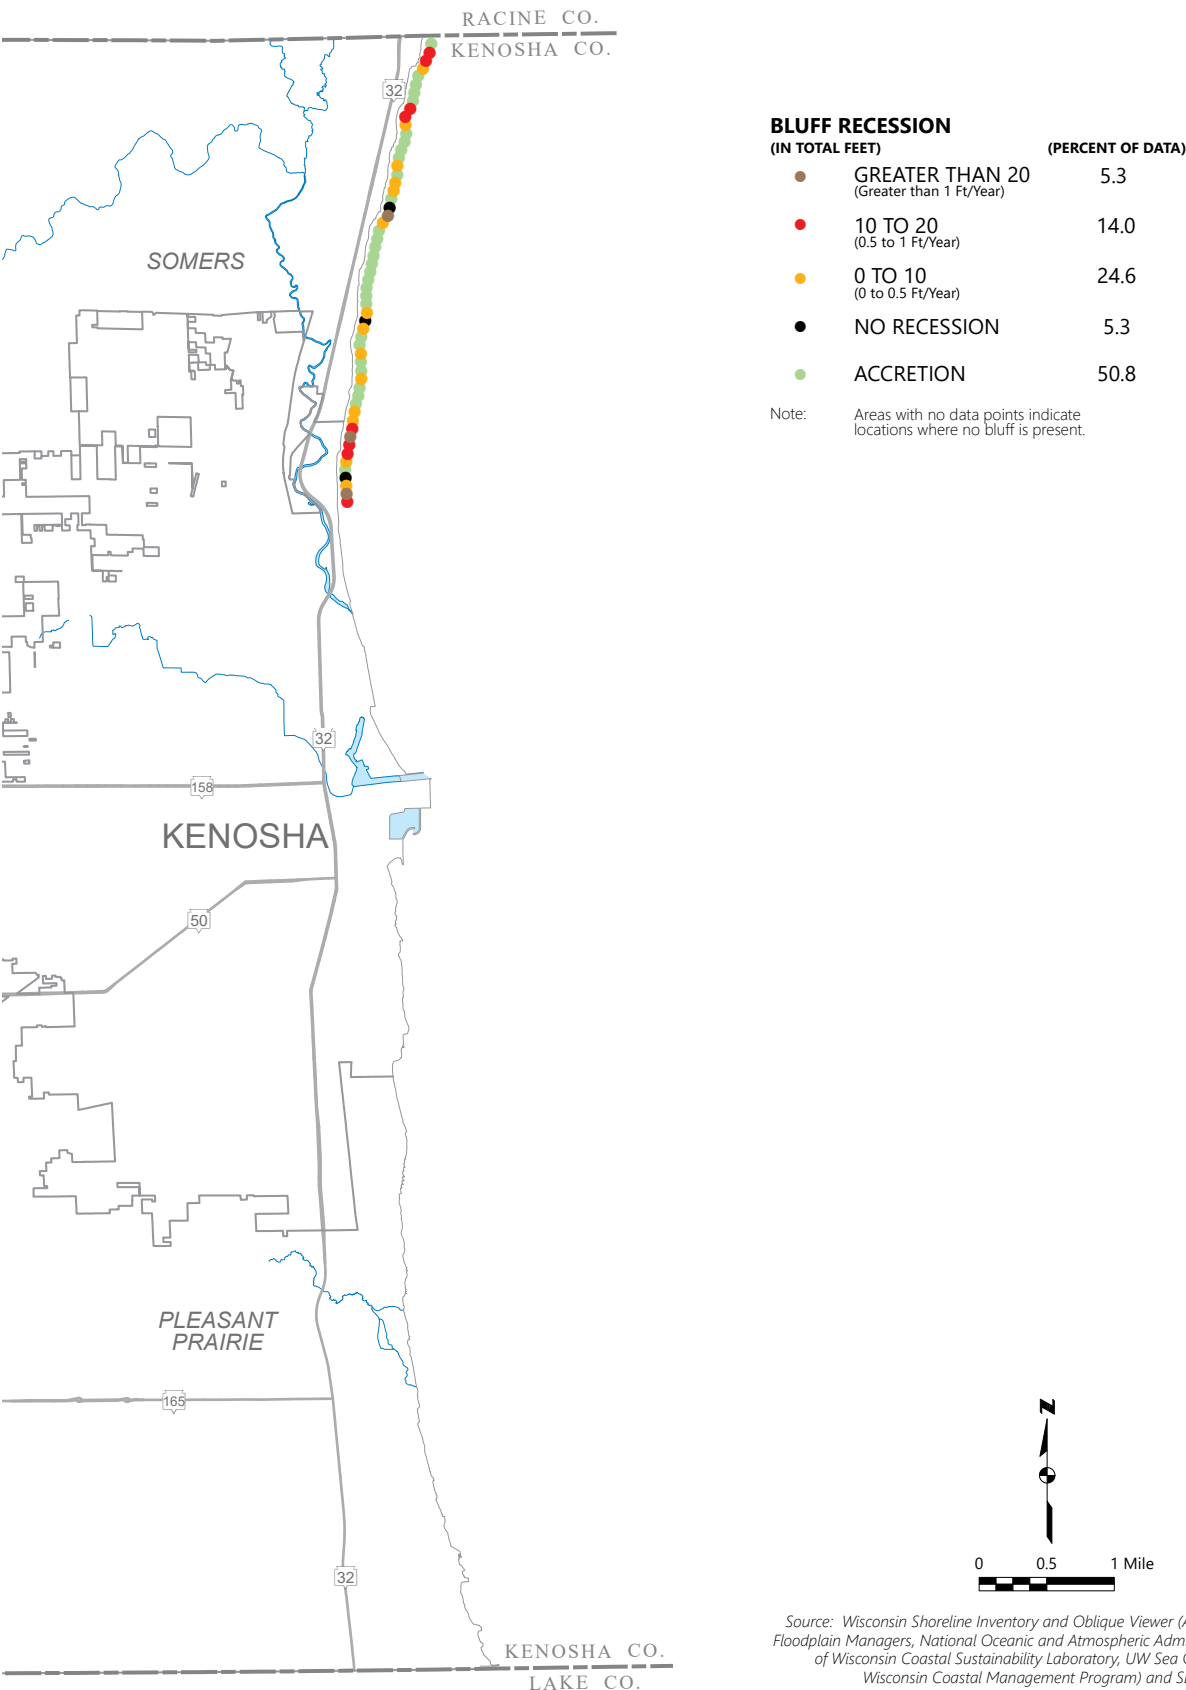 RACINE CO.
KENOSHA CO.
32
SOMERS
BLUFF RECESSION
(IN TOTAL FEET) (PERCENT OF DATA)
GREATER THAN 20 5.3
(Greater than 1 Ft/Year)
10 TO 20 14.0
(0.5 to 1 Ft/Year)
0 TO 10 24.6
(0 to 0.5 Ft/Year)
NO RECESSION 5.3
ACCRETION 50.8
Note: Areas with no data points indicate
locations where no bluff is present.
32
158
KENOSHA
50
PLEASANT
PRAIRIE
165
32
N
0 0.5 1 Mile
Source: Wisconsin Shoreline Inventory and Oblique Viewer
Floodplain Managers, National Oceanic and Atmospheric Adm
of Wisconsin Coastal Sustainability Laboratory, UW Sea
Wisconsin Coastal Management Program) and
KENOSHA CO.
LAKE CO.